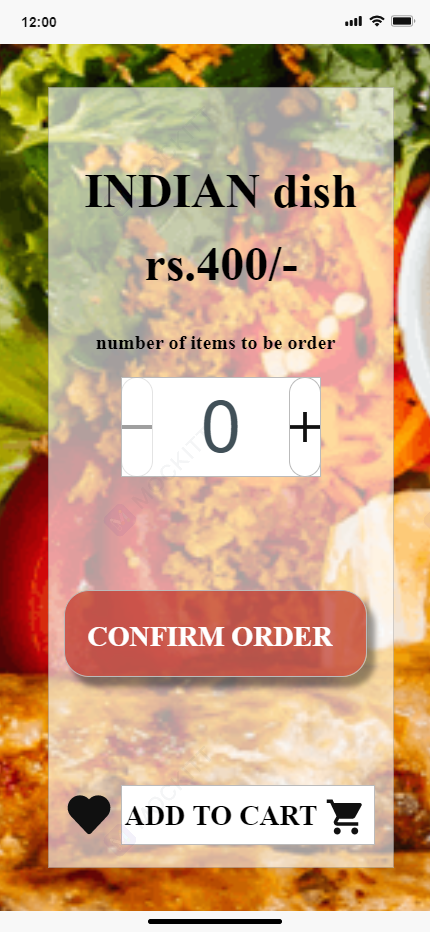 12:00
INDIAN dish
rs.400/-
number of items to be order
0
CONFIRM ORDER
ADD TO CART